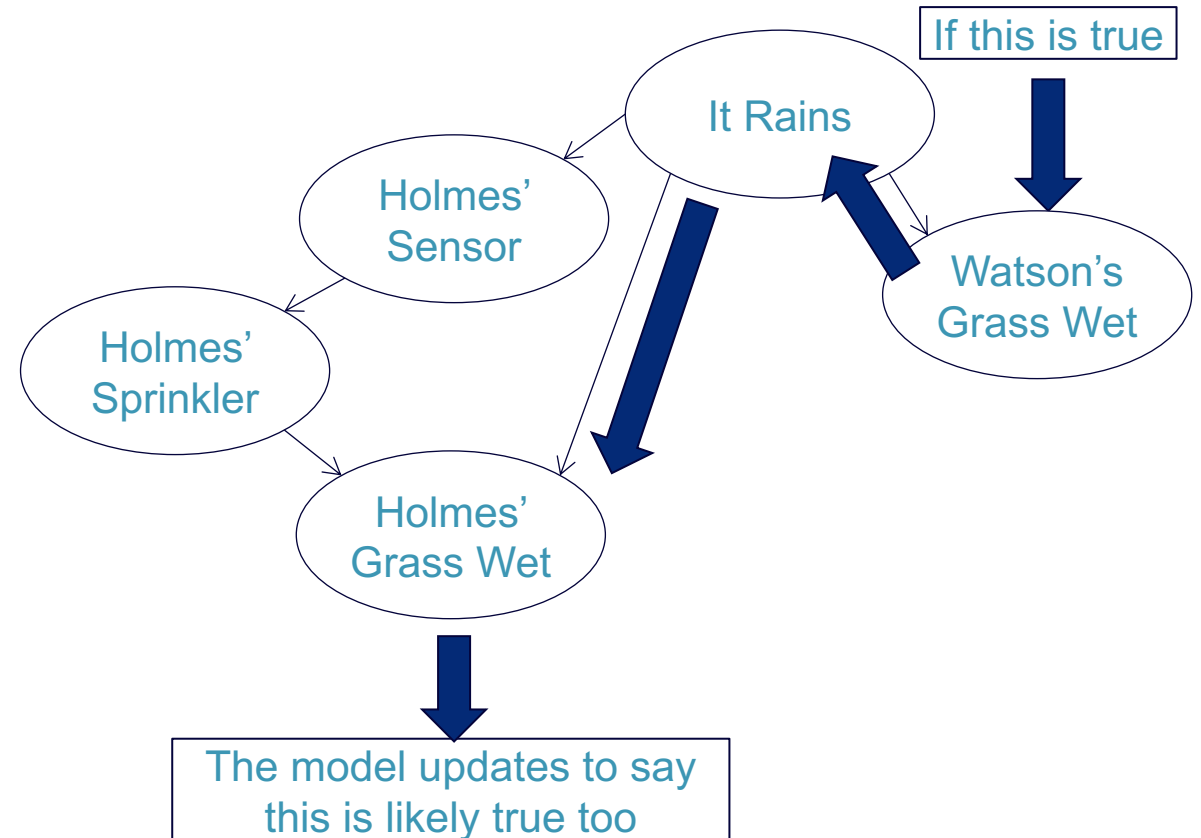 If this is true
It Rains
Holmes’
Sensor
Watson’s
Grass Wet
Holmes’
Sprinkler
Holmes’
Grass Wet
The model updates to say
this is likely true too